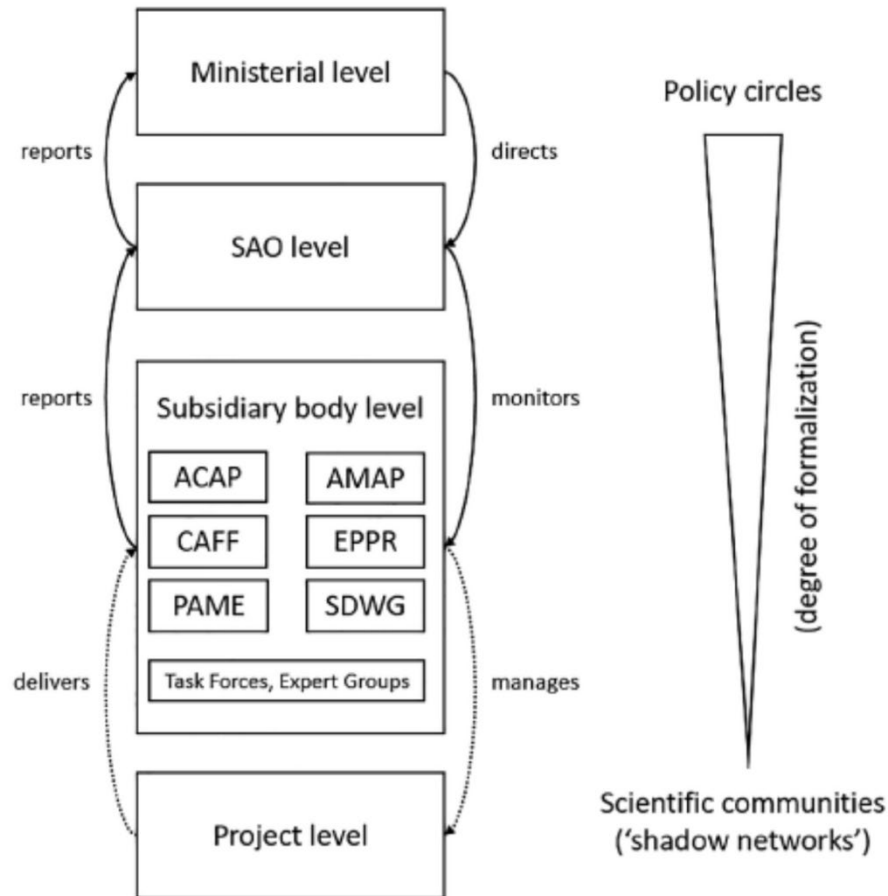 Ministerial level
Policy circles
reports
directs
SAO level
reports
monitors
Subsidiary body level
ACAP
AMAP
CAFF
EPPR
PAME
SDWG
(degree of formalization)
delivers
Task Forces, Expert Groups
manages
Project level
Scientific communities
(‘shadow networks’)